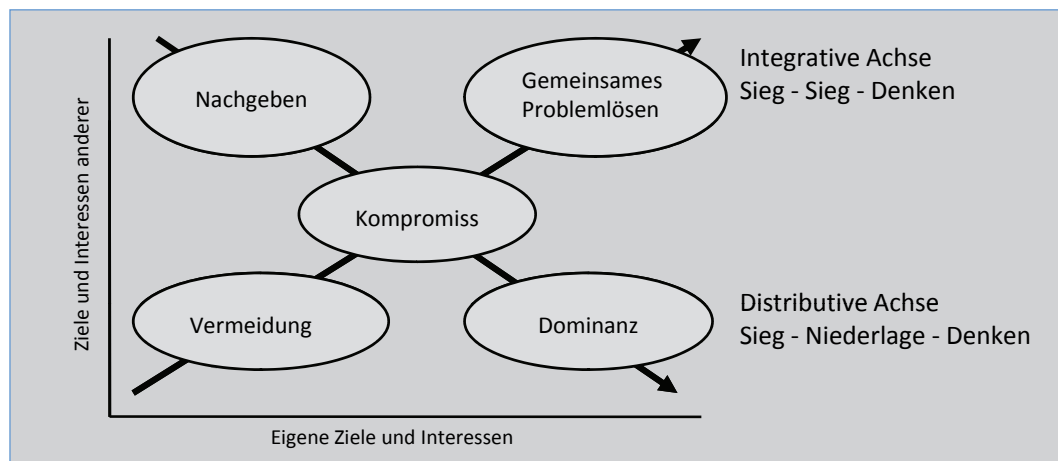 Ziele und Interessen anderer
Nachgeben
Gemeinsames
Problemlösen
Integrative Achse
Sieg - Sieg - Denken
Kompromiss
Vermeidung
Dominanz
Distributive Achse
Sieg - Niederlage - Denken
Eigene Ziele und Interessen